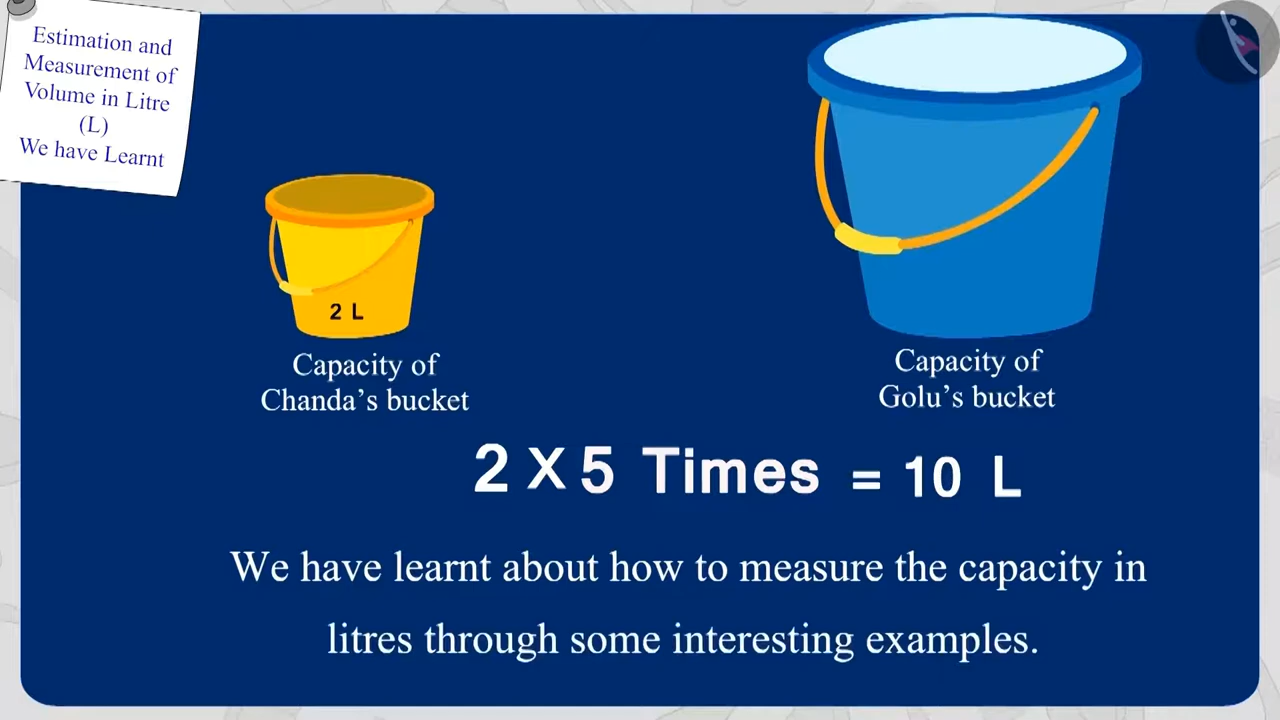 Estimation and
Measurement of
Volume in Litre
(L)
We have Learnt
2 L
Capacity of
Chanda's bucket
Capacity of
Golu's bucket
2 X 5 Times = 10 L
We have learnt about how to measure the capacity in
litres through some interesting examples.